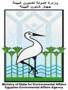 وزارة الدولة لشئون البيئة
جهاز شئون البيئة
Ministry of State for Environmental Affairs
Egyptian Environmental Affairs Agency